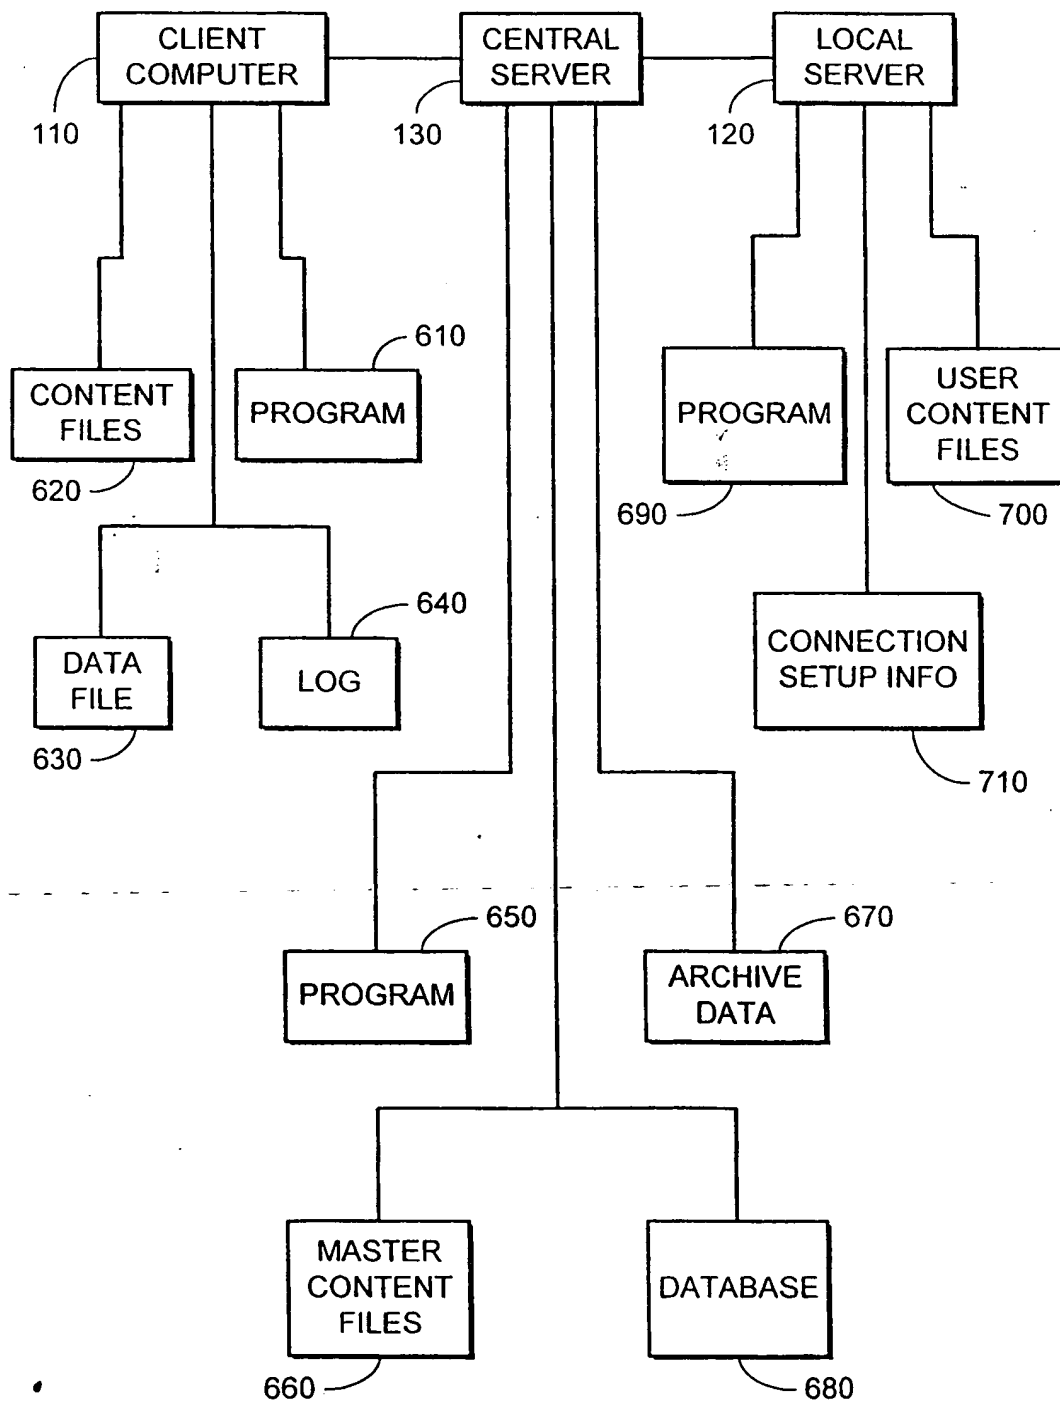 CLIENT
COMPUTER
110
CENTRAL
SERVER
130
LOCAL
SERVER
120
CONTENT
FILES
620
PROGRAM
610
PROGRAM
690
USER
CONTENT
FILES
700
DATA
FILE
630
LOG
640
CONNECTION
SETUP INFO
710
PROGRAM
650
ARCHIVE
DATA
670
MASTER
CONTENT
FILES
660
DATABASE
680